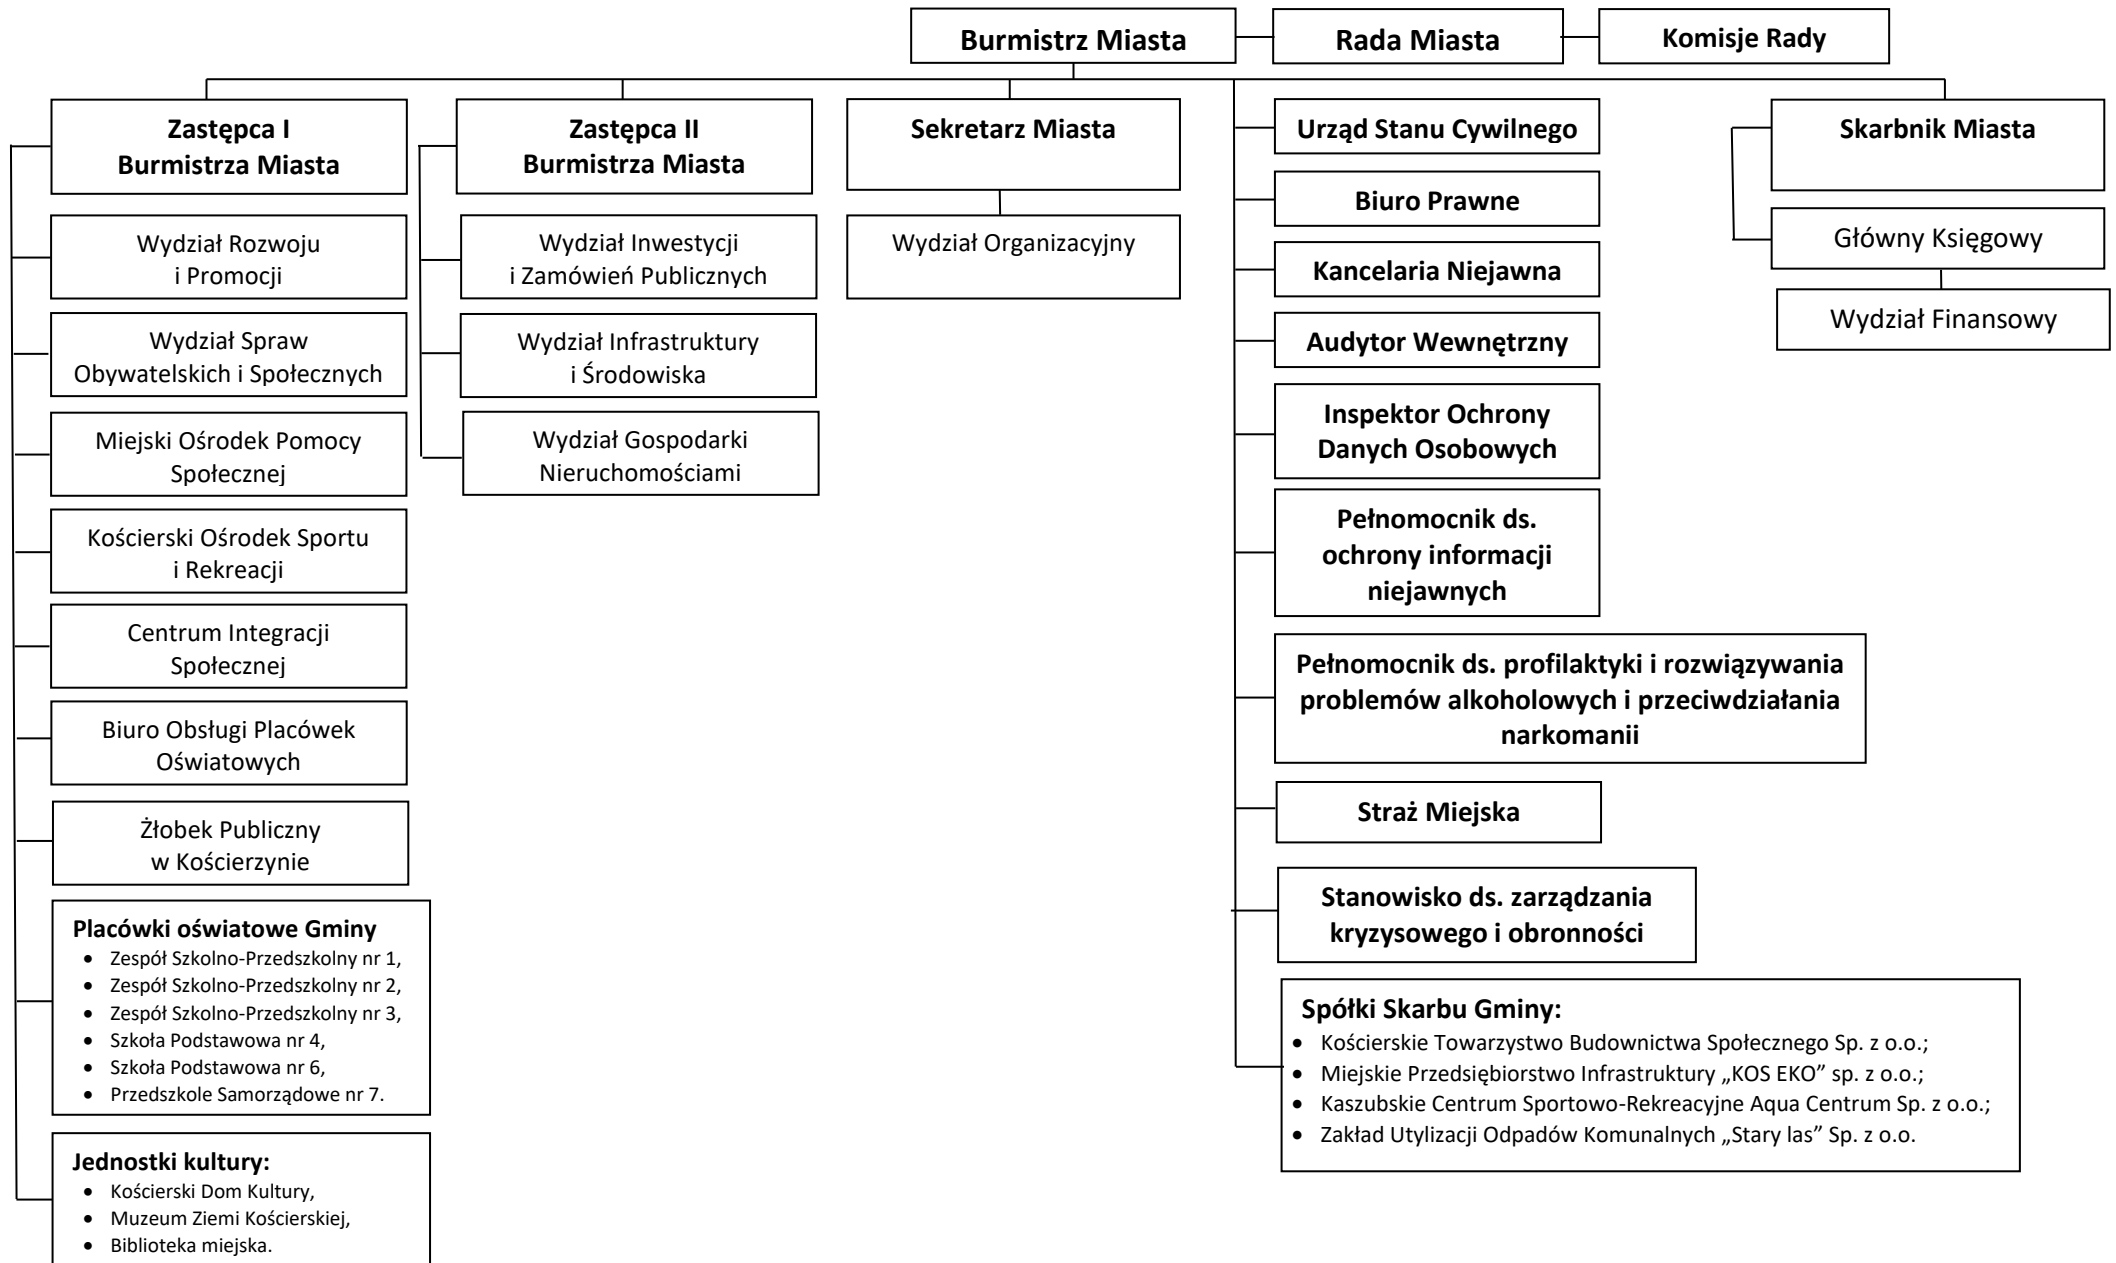 Burmistrz Miasta
Rada Miasta
Komisje Rady
Zastępca I
Burmistrza Miasta
Wydział Rozwoju
i Promocji
Wydział Spraw
Obywatelskich i Społecznych
Miejski Ośrodek Pomocy
Społecznej
Kościerski Ośrodek Sportu
i Rekreacji
Centrum Integracji
Społecznej
Biuro Obsługi Placówek
Oświatowych
Żłobek Publiczny
w Kościerzynie
Placówki oświatowe Gminy
• Zespół Szkolno-Przedszkolny nr 1,
• Zespół Szkolno-Przedszkolny nr 2,
• Zespół Szkolno-Przedszkolny nr 3,
• Szkoła Podstawowa nr 4,
• Szkoła Podstawowa nr 6,
• Przedszkole Samorządowe nr 7.
Jednostki kultury:
• Kościerski Dom Kultury,
• Muzeum Ziemi Kościerskiej,
• Biblioteka miejska.
Zastępca II
Burmistrza Miasta
Wydział Inwestycji
i Zamówień Publicznych
Wydział Infrastruktury
i Środowiska
Wydział Gospodarki
Nieruchomościami
Sekretarz Miasta
Wydział Organizacyjny
Urząd Stanu Cywilnego
Biuro Prawne
Kancelaria Niejawna
Audytor Wewnętrzny
Inspektor Ochrony
Danych Osobowych
Pełnomocnik ds.
ochrony informacji
niejawnych
Pełnomocnik ds. profilaktyki i rozwiązywania
problemów alkoholowych i przeciwdziałania
narkomanii
Straż Miejska
Stanowisko ds. zarządzania
kryzysowego i obronności
Spółki Skarbu Gminy:
• Kościerskie Towarzystwo Budownictwa Społecznego Sp. z o.o.;
• Miejskie Przedsiębiorstwo Infrastruktury „KOS EKO” sp. z o.o.;
• Kaszubskie Centrum Sportowo-Rekreacyjne Aqua Centrum Sp. z o.o.;
• Zakład Utylizacji Odpadów Komunalnych „Stary las” Sp. z o.o.
Skarbnik Miasta
Główny Księgowy
Wydział Finansowy